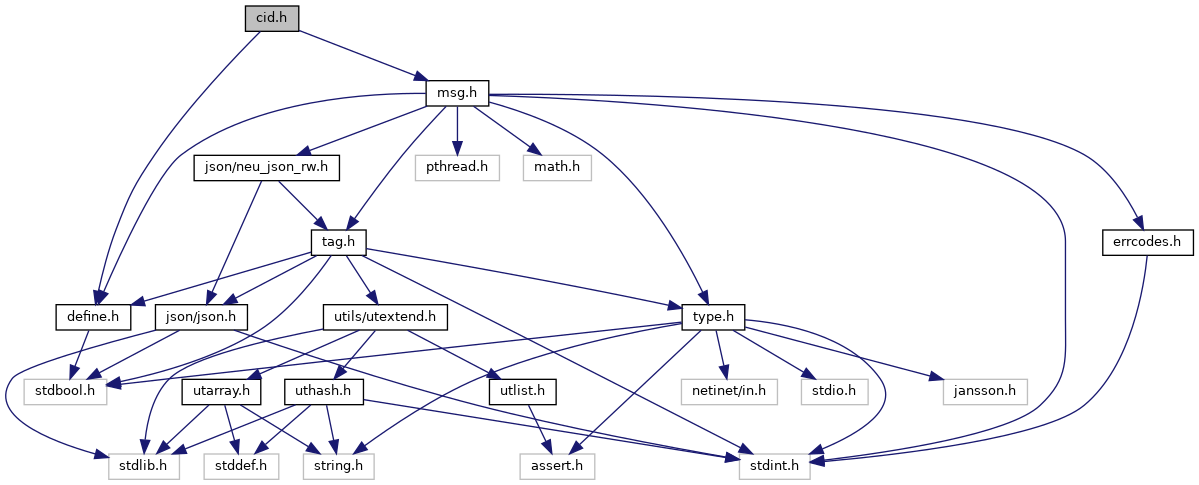 cid.h
msg.h
json/neu_json_rw.h
pthread.h
math.h
tag.h
errcodes.h
define.h
json/json.h
utils/utextend.h
type.h
stdbool.h
utarray.h
uthash.h
utlist.h
netinet/in.h
stdio.h
jansson.h
stdlib.h
stddef.h
string.h
assert.h
stdint.h